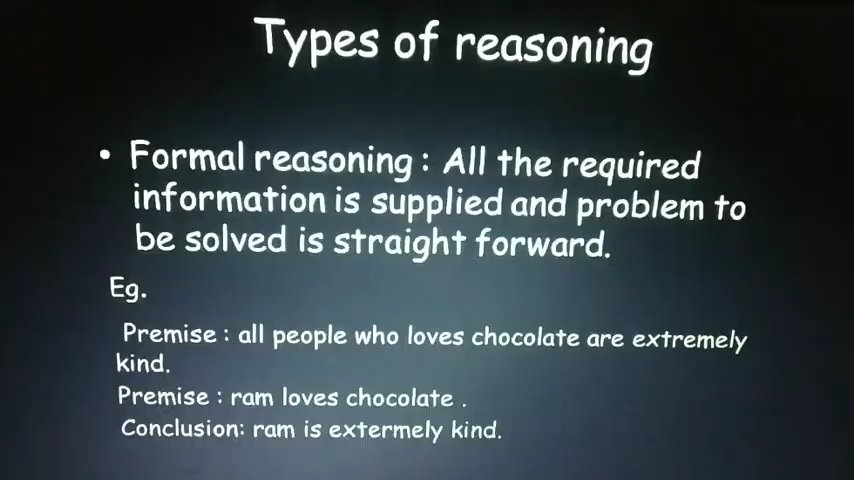 Types of reasoning
• Formal reasoning : All the required
information is supplied and problem to
be solved is straight forward.
Eg.
Premise : all people who loves chocolate are extremely
kind.
Premise : ram loves chocolate .
Conclusion: ram is extermely kind.